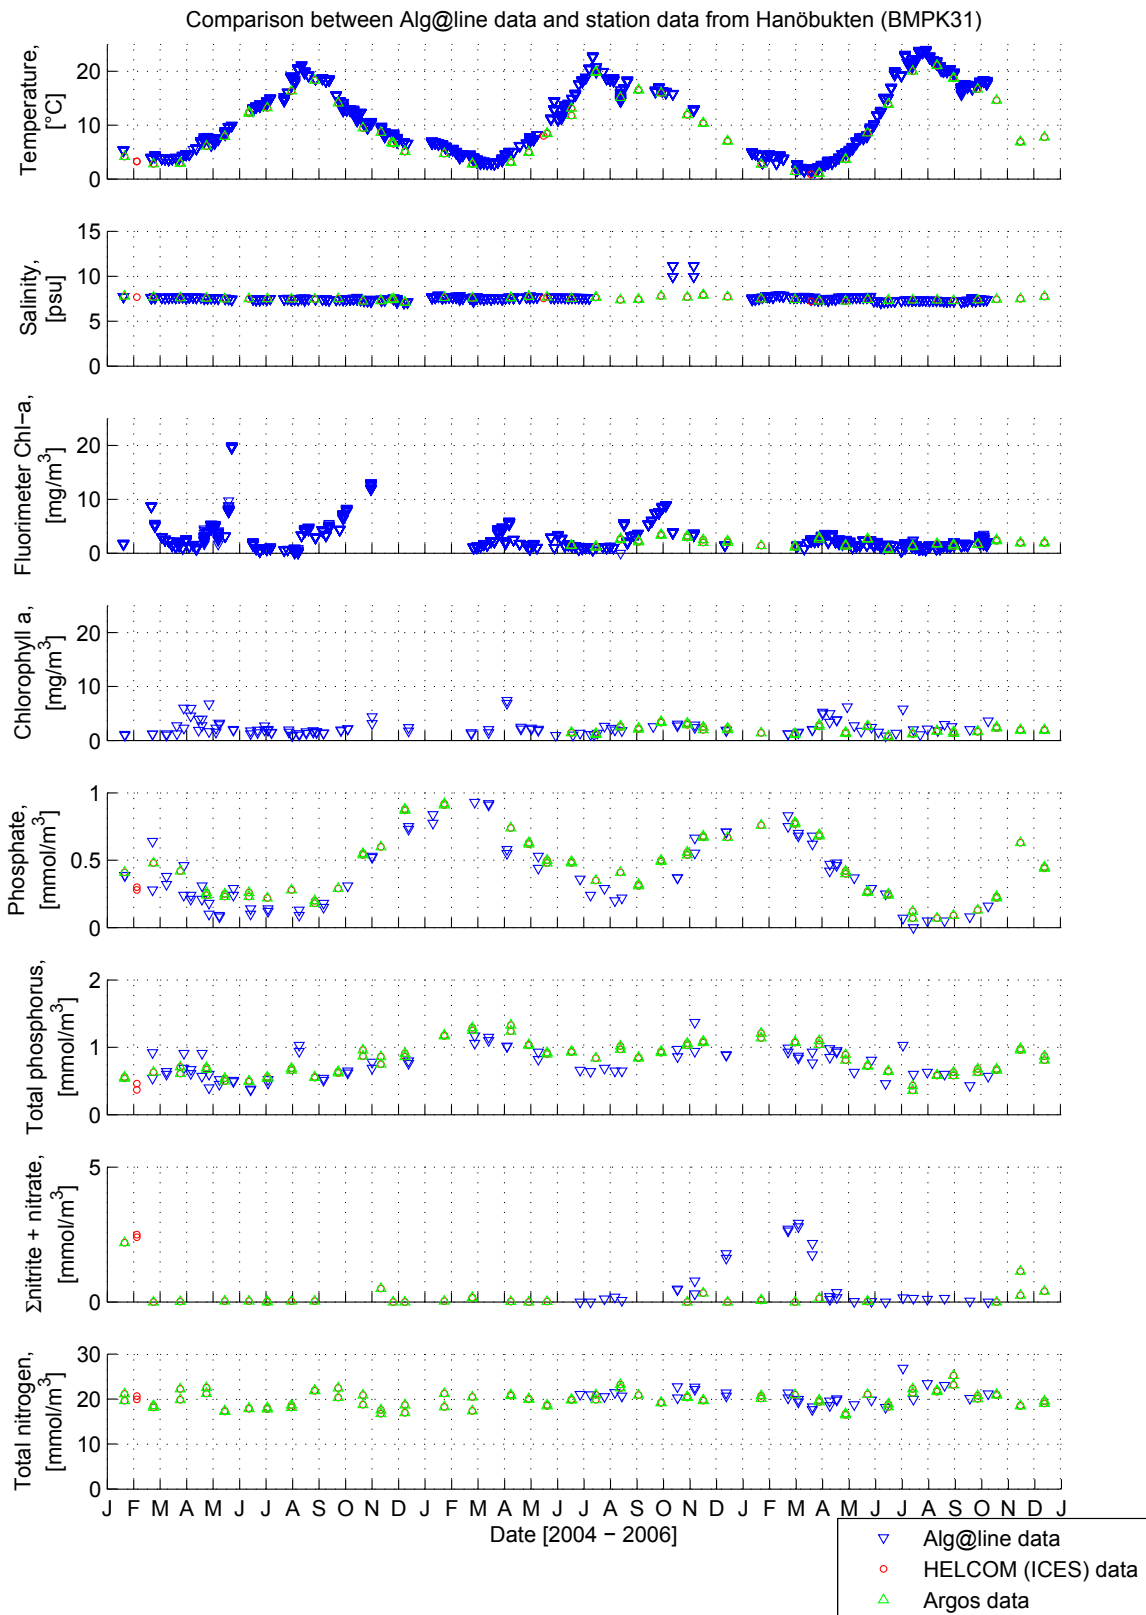 Comparison between Alg@line data and station data from Hanöbukten (BMPK31)
Temperature,
[°C]
20
10
0
Salinity,
[psu]
15
10
5
0
Fluorimeter Chl−a,
[mg/m³]
20
10
0
Chlorophyll a,
[mg/m³]
20
10
0
Phosphate,
[mmol/m³]
1
0.5
0
Total phosphorus,
[mmol/m³]
2
1
0
Σnitrite + nitrate,
[mmol/m³]
5
0
Total nitrogen,
[mmol/m³]
30
20
10
0
J F M A M J J A S O N D J F M A M J J A S O N D J F M A M J J A S O N D J
Date [2004 − 2006]
Alg@line data
HELCOM (ICES) data
Argos data